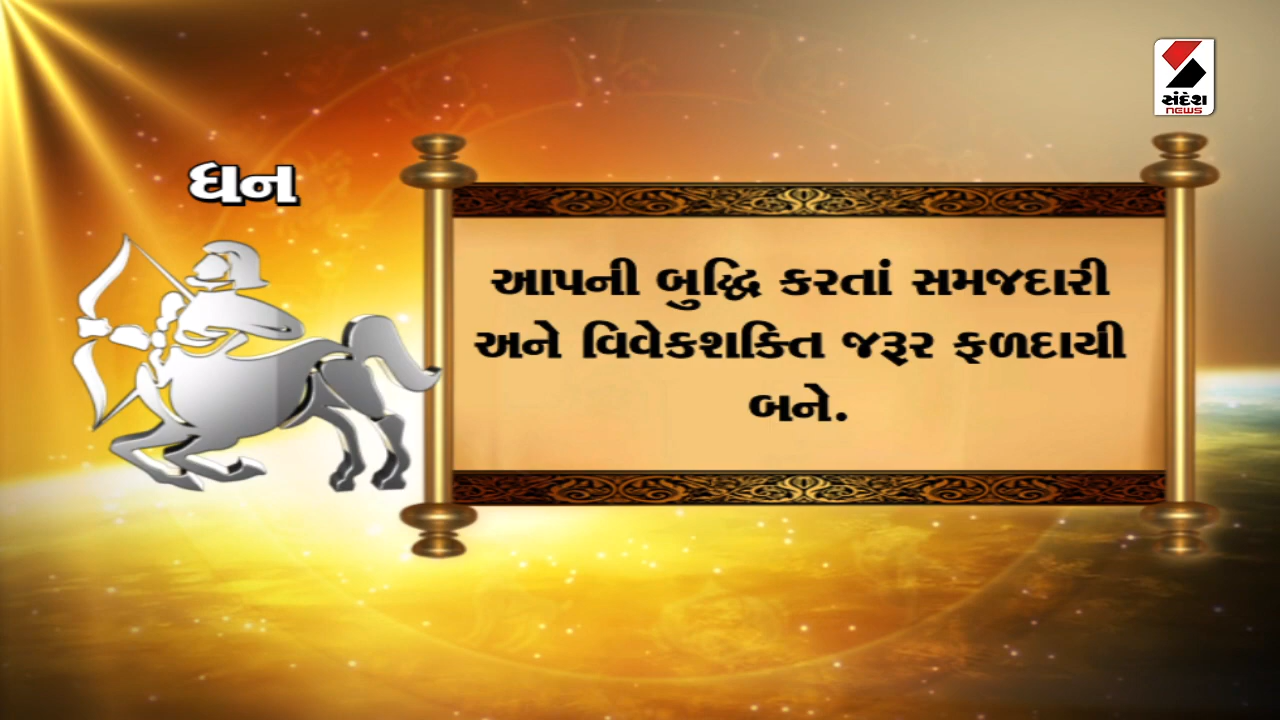 સંદેશ
NEWS
ધન
આપની બુદ્ધિ કરતાં સમજદારી
અને વિવેકશક્તિ જરૂર ફળદાયી
બને.